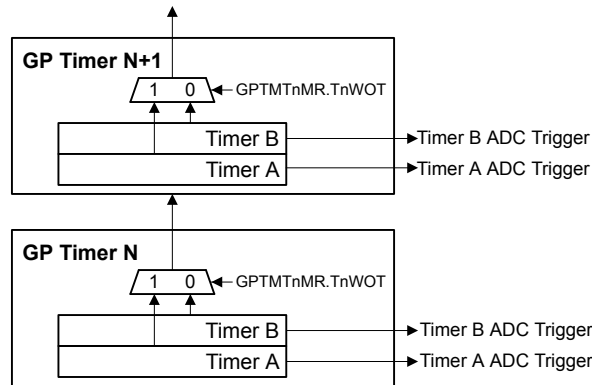 GP Timer N+1
1 0 GPTMTnMR.TnWOT
Timer B Timer B ADC Trigger
Timer A Timer A ADC Trigger
GP Timer N
1 0 GPTMTnMR.TnWOT
Timer B Timer B ADC Trigger
Timer A Timer A ADC Trigger